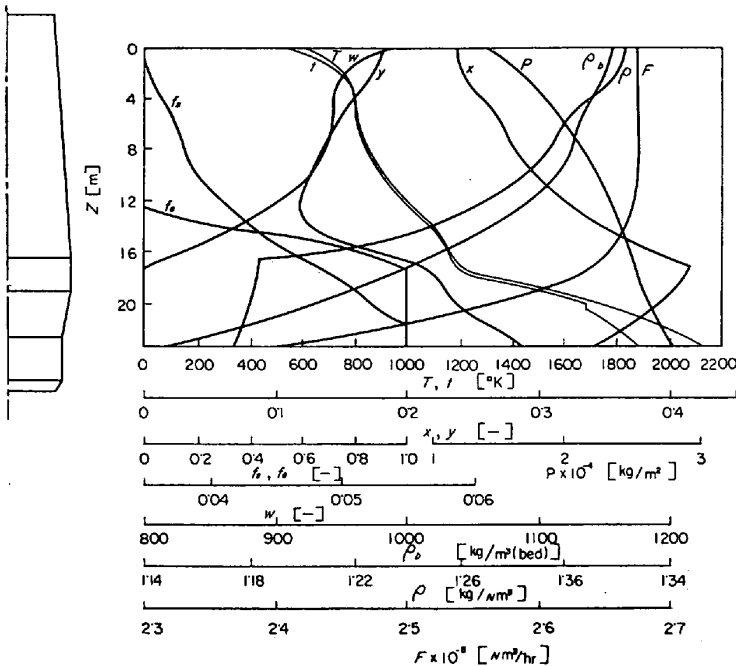 t T w y x P ρb ρ F
0
4
fs
8
Z [m]
12
fo
16
20
0 200 400 600 800 1000 1200 1400 1600 1800 2000 2200
T, t [°K]
0 0·1 0·2 0·3 0·4
x, y [-]
0 0·2 0·4 0·6 0·8 1·0 1 2 3
fs, fo [-] P x 10⁻⁴ [kg/m²]
0·04 0·05 0·06
w [-]
800 900 1000 1100 1200
ρb [kg/m³(bed)]
1·14 1·18 1·22 1·26 1·36 1·34
ρ [kg/Nm³]
2·3 2·4 2·5 2·6 2·7
F x 10⁻⁵ [Nm³/hr]